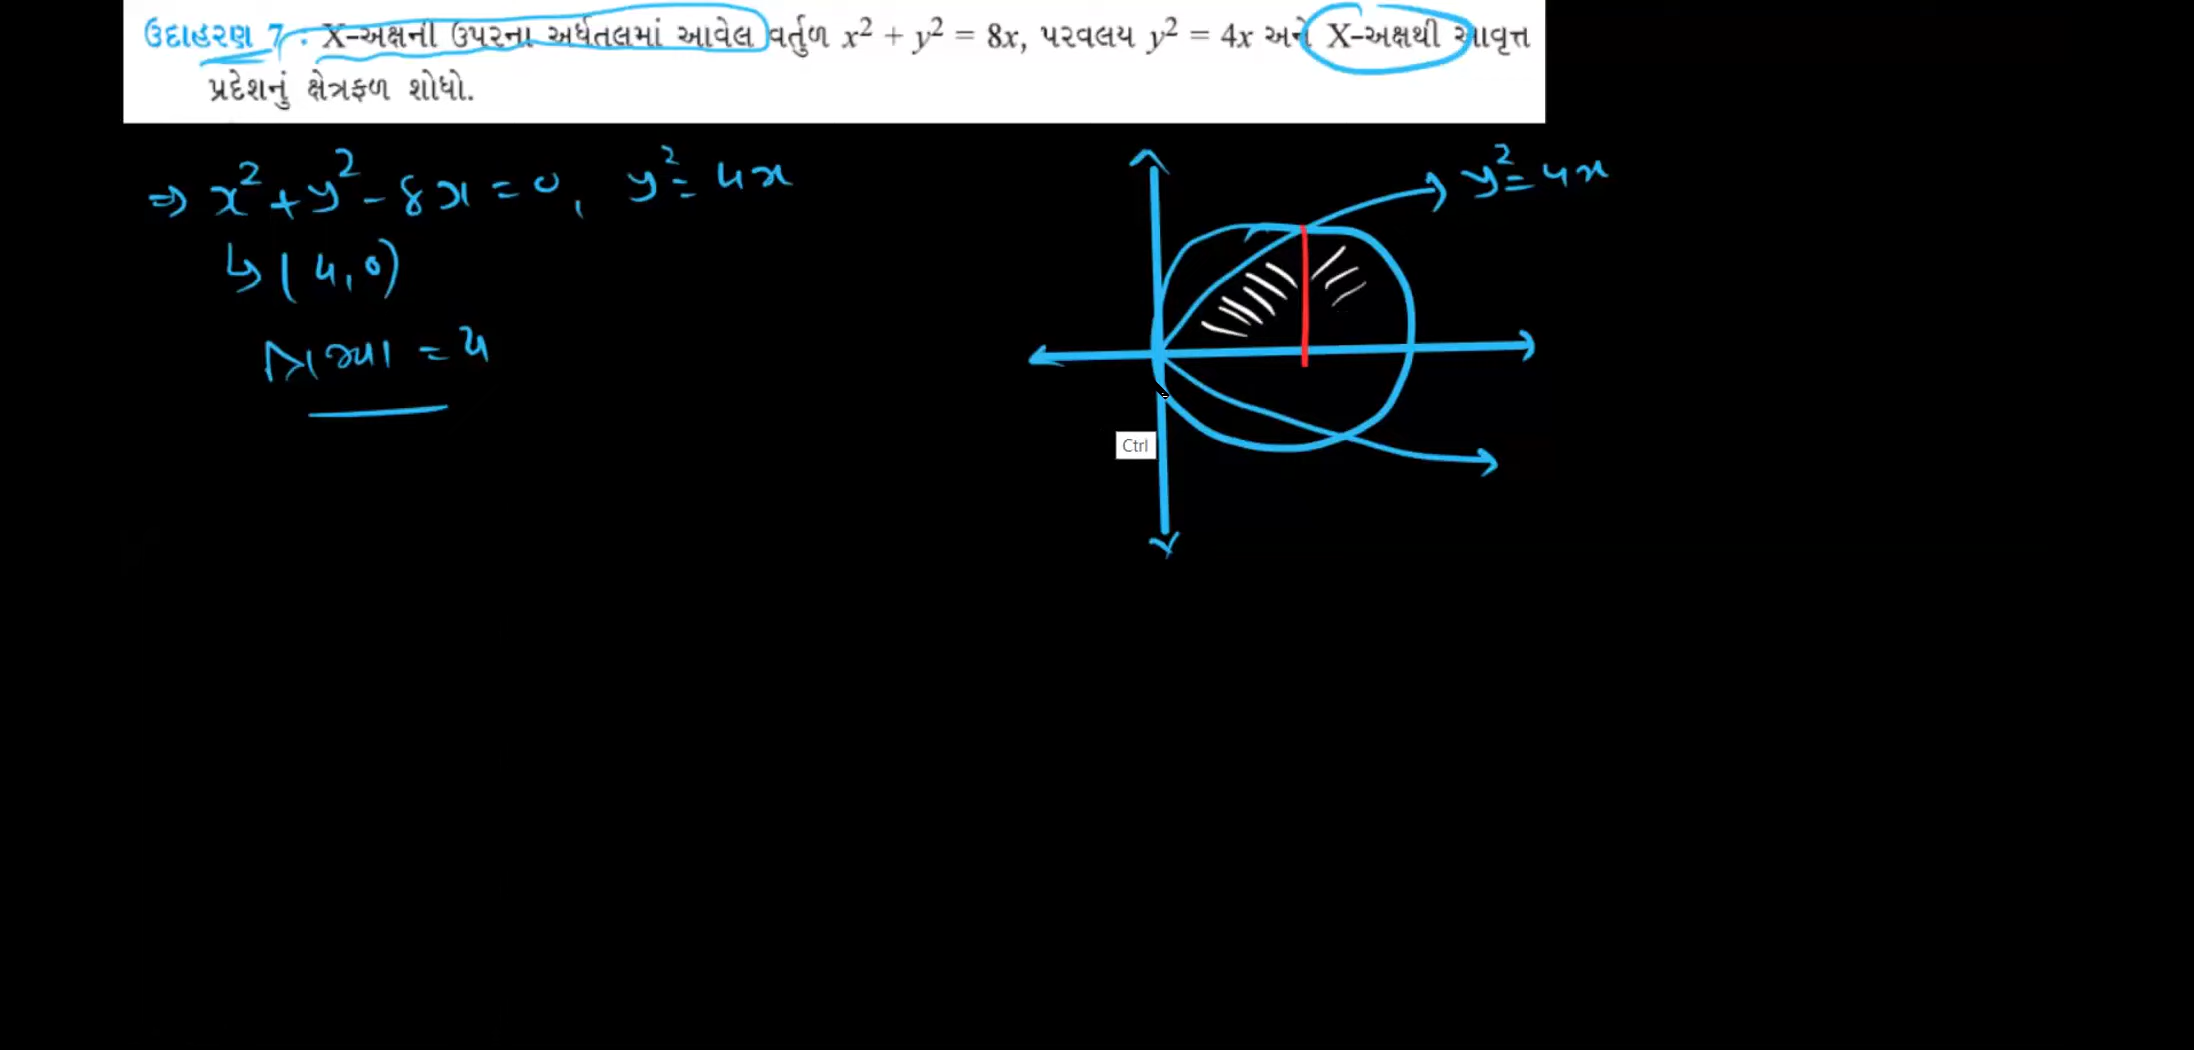 ઉદાહરણ 7 : X-અક્ષની ઉપરના અર્ધતલમાં આવેલ વર્તુળ x² + y² = 8x, પરવલય y² = 4x અને X-અક્ષથી આવૃત્ત
પ્રદેશનું ક્ષેત્રફળ શોધો.
⇒ x² + y² - 8x = 0, y² = 4x
↳ (4, 0)
ત્રિજ્યા = 4
y² = 4x
Ctrl